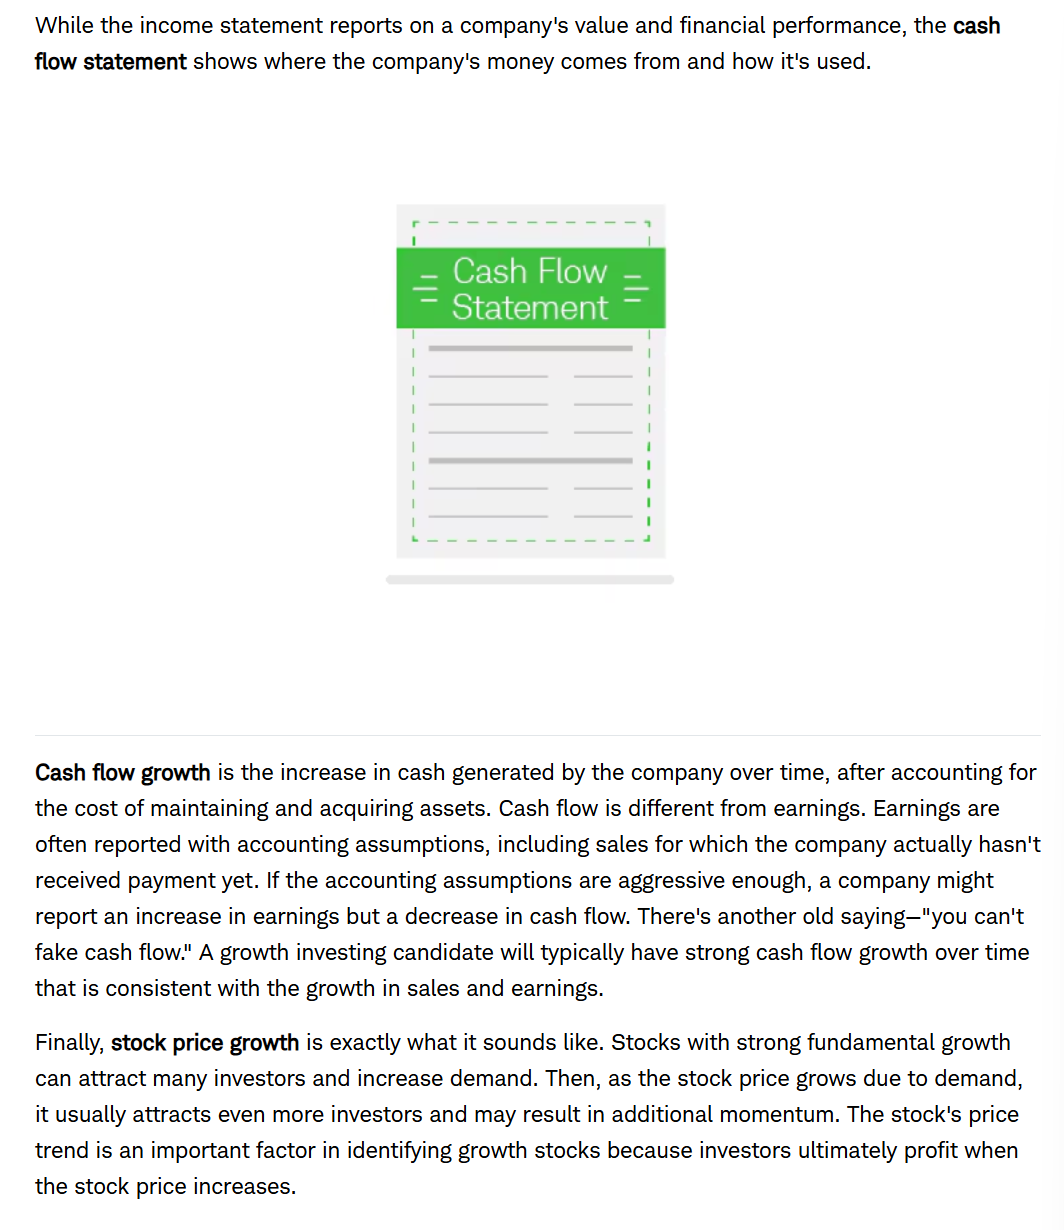 While the income statement reports on a company's value and financial performance, the cash
flow statement shows where the company's money comes from and how it's used.
Cash Flow
Statement
Cash flow growth is the increase in cash generated by the company over time, after accounting for
the cost of maintaining and acquiring assets. Cash flow is different from earnings. Earnings are
often reported with accounting assumptions, including sales for which the company actually hasn't
received payment yet. If the accounting assumptions are aggressive enough, a company might
report an increase in earnings but a decrease in cash flow. There's another old saying—"you can't
fake cash flow." A growth investing candidate will typically have strong cash flow growth over time
that is consistent with the growth in sales and earnings.
Finally, stock price growth is exactly what it sounds like. Stocks with strong fundamental growth
can attract many investors and increase demand. Then, as the stock price grows due to demand,
it usually attracts even more investors and may result in additional momentum. The stock's price
trend is an important factor in identifying growth stocks because investors ultimately profit when
the stock price increases.